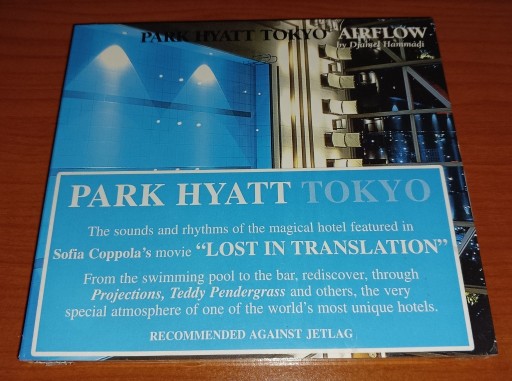 PARK HYATT TOKYO AIRFLOW
by Djamel Hammadi
PARK HYATT TOKYO
The sounds and rhythms of the magical hotel featured in
Sofia Coppola's movie “LOST IN TRANSLATION”
From the swimming pool to the bar, rediscover, through
Projections, Teddy Pendergrass and others, the very
special atmosphere of one of the world's most unique hotels.
RECOMMENDED AGAINST JETLAG